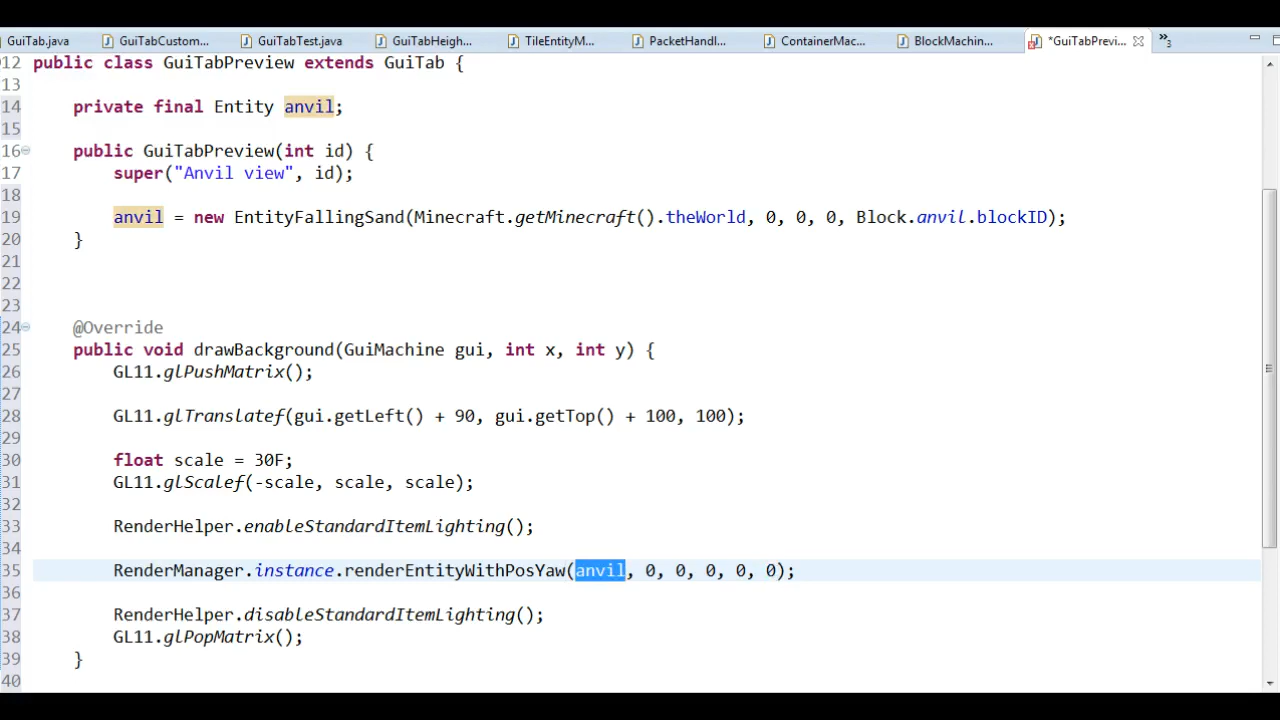 GuiTab.java GuiTabCustom... GuiTabTest.java GuiTabHeigh... TileEntityM... PacketHandl... ContainerMac... BlockMachin... *GuiTabPrevi... »3
12 public class GuiTabPreview extends GuiTab {
13
14 private final Entity anvil;
15
16 public GuiTabPreview(int id) {
17 super("Anvil view", id);
18
19 anvil = new EntityFallingSand(Minecraft.getMinecraft().theWorld, 0, 0, 0, Block.anvil.blockID);
20 }
21
22
23
24 @Override
25 public void drawBackground(GuiMachine gui, int x, int y) {
26 GL11.glPushMatrix();
27
28 GL11.glTranslatef(gui.getLeft() + 90, gui.getTop() + 100, 100);
29
30 float scale = 30F;
31 GL11.glScalef(-scale, scale, scale);
32
33 RenderHelper.enableStandardItemLighting();
34
35 RenderManager.instance.renderEntityWithPosYaw(anvil, 0, 0, 0, 0, 0);
36
37 RenderHelper.disableStandardItemLighting();
38 GL11.glPopMatrix();
39 }
40